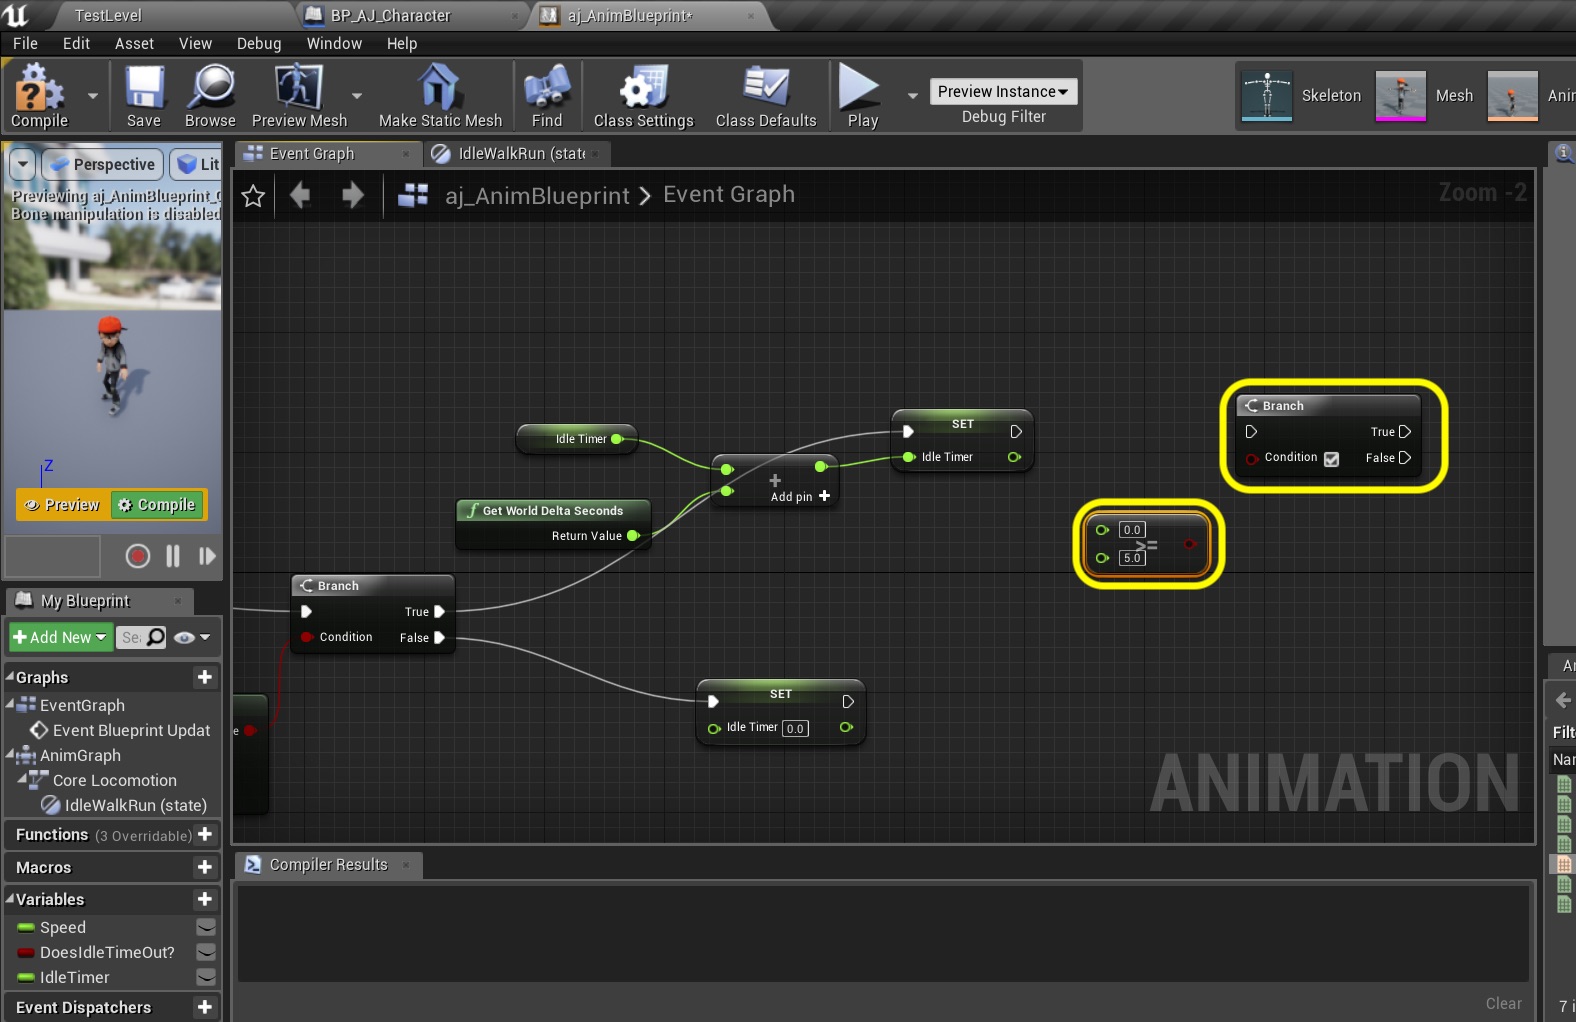 TestLevel
BP_AJ_Character
aj_AnimBlueprint*
File Edit Asset View Debug Window Help
Compile
Save
Browse
Preview Mesh
Make Static Mesh
Find
Class Settings
Class Defaults
Play
Preview Instance
Debug Filter
Skeleton
Mesh
Anim
Perspective
Lit
Previewing aj_AnimBlueprint_C
Bone manipulation is disabled
Z
Preview
Compile
Event Graph
IdleWalkRun (state
aj_AnimBlueprint > Event Graph
Zoom -2
Idle Timer
Get World Delta Seconds
Return Value
+
Add pin +
SET
Idle Timer
Branch
True
Condition
False
0.0
>=
5.0
Branch
True
Condition
False
SET
Idle Timer 0.0
e
ANIMATION
My Blueprint
+ Add New
Se
Graphs +
EventGraph
Event Blueprint Updat
AnimGraph
Core Locomotion
IdleWalkRun (state)
Functions (3 Overridable) +
Macros +
Variables +
Speed
DoesIdleTimeOut?
IdleTimer
Event Dispatchers +
Compiler Results
Clear
Filt
Nar
7 i